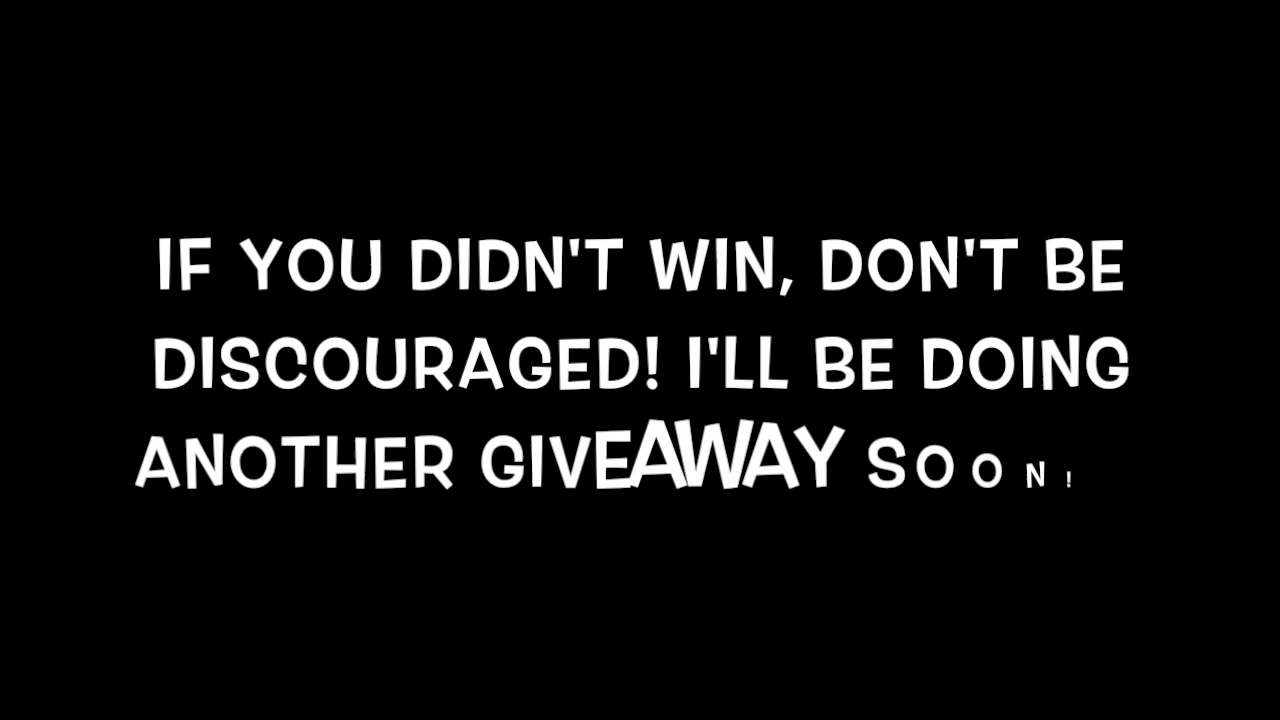 IF YOU DIDN'T WIN, DON'T BE
DISCOURAGED! I'LL BE DOING
ANOTHER GIVEAWAY SOON!